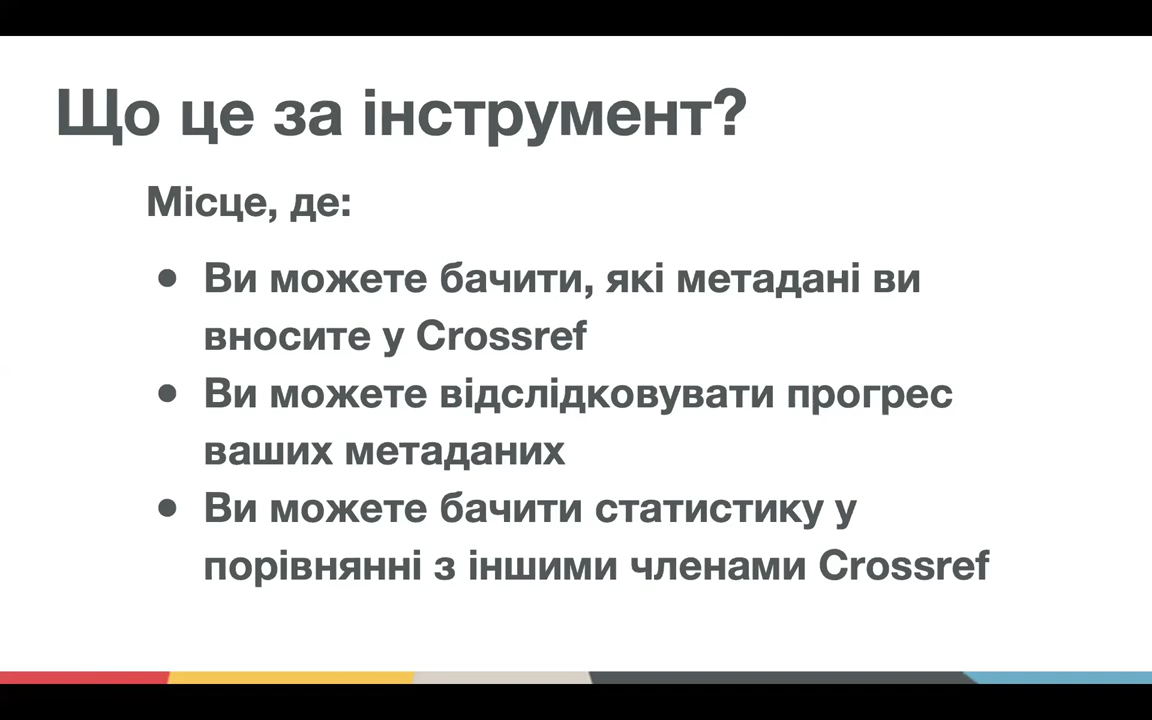 Що це за інструмент?
Місце, де:
● Ви можете бачити, які метадані ви
вносите у Crossref
● Ви можете відслідковувати прогрес
ваших метаданих
● Ви можете бачити статистику у
порівнянні з іншими членами Crossref